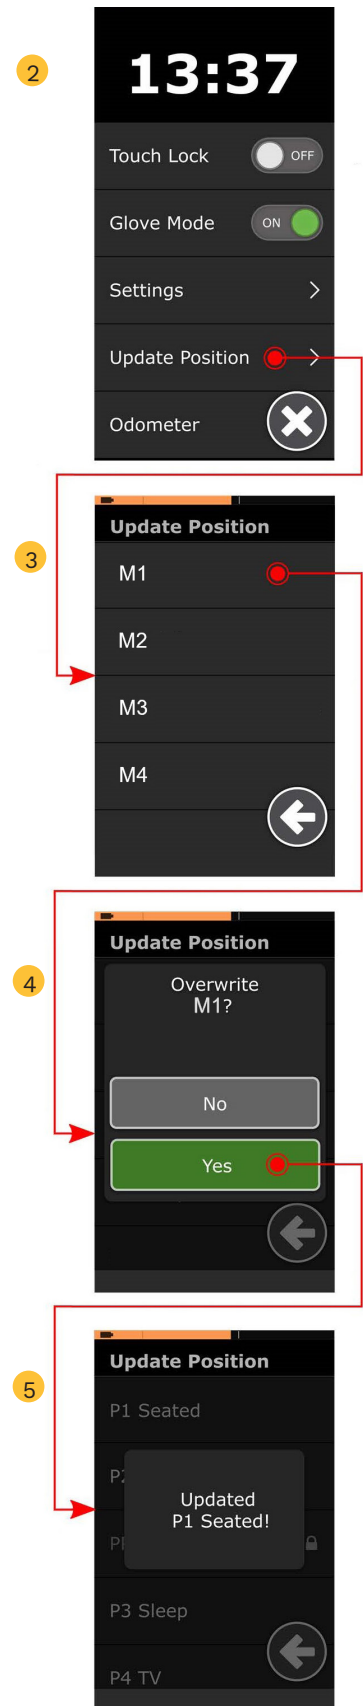 2
13:37
Touch Lock OFF
Glove Mode ON
Settings
Update Position
Odometer
3
Update Position
M1
M2
M3
M4
4
Update Position
Overwrite
M1?
No
Yes
5
Update Position
P1 Seated
Updated
P1 Seated!
P3 Sleep
P4 TV